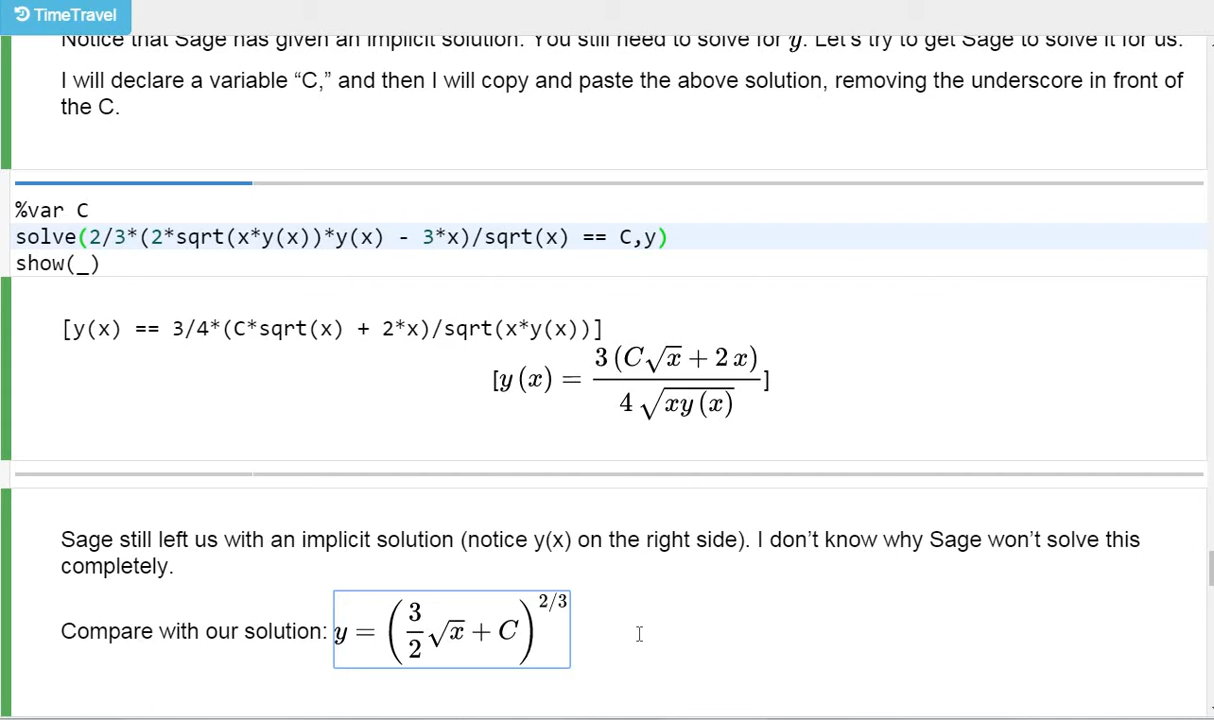 TimeTravel
Notice that Sage has given an implicit solution. You still need to solve for y. Let's try to get Sage to solve it for us.
I will declare a variable “C,” and then I will copy and paste the above solution, removing the underscore in front of
the C.
%var C
solve(2/3*(2*sqrt(x*y(x))*y(x) - 3*x)/sqrt(x) == C,y)
show(_)
[y(x) == 3/4*(C*sqrt(x) + 2*x)/sqrt(x*y(x))]
[y (x) = 3 (C√x + 2 x) / 4 √xy (x)]
Sage still left us with an implicit solution (notice y(x) on the right side). I don't know why Sage won't solve this
completely.
Compare with our solution: y = (3/2 √x + C)^2/3